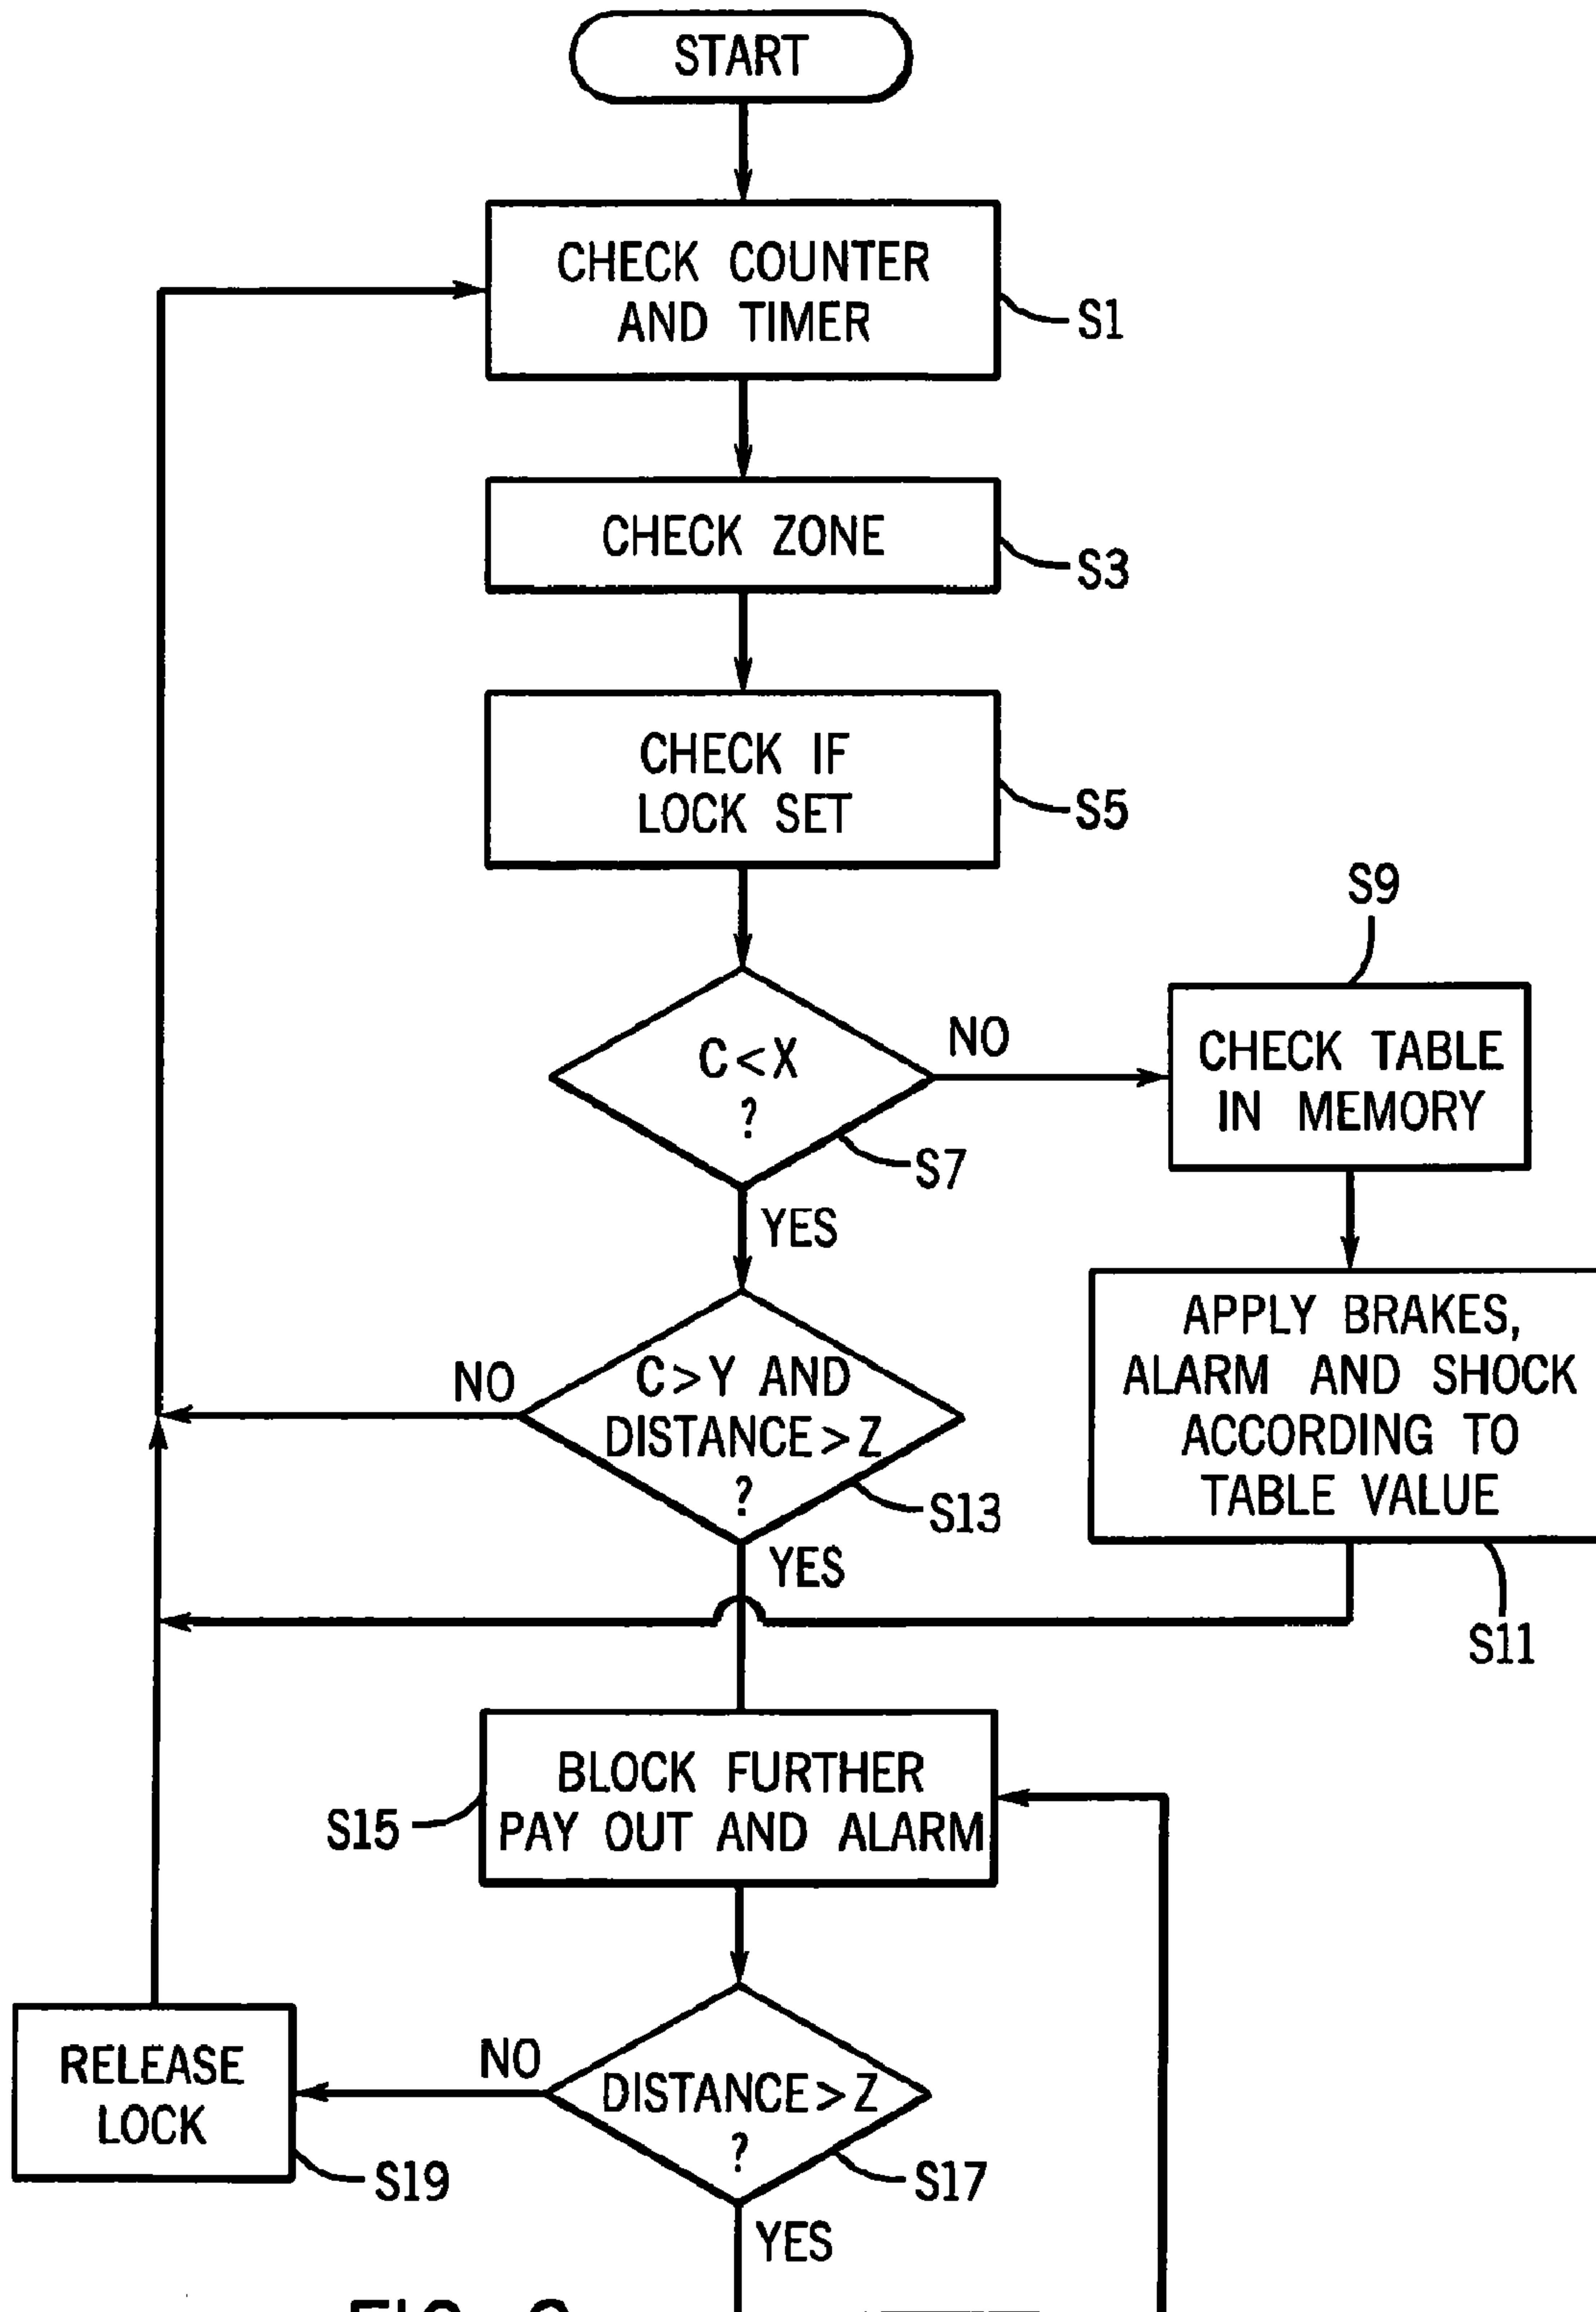 START
CHECK COUNTER
AND TIMER
S1
CHECK ZONE
S3
CHECK IF
LOCK SET
S5
C<X
?
S7
NO
YES
S9
CHECK TABLE
IN MEMORY
APPLY BRAKES,
ALARM AND SHOCK
ACCORDING TO
TABLE VALUE
S11
C>Y AND
DISTANCE>Z
?
S13
NO
YES
BLOCK FURTHER
PAY OUT AND ALARM
S15
DISTANCE>Z
?
S17
NO
YES
RELEASE
LOCK
S19